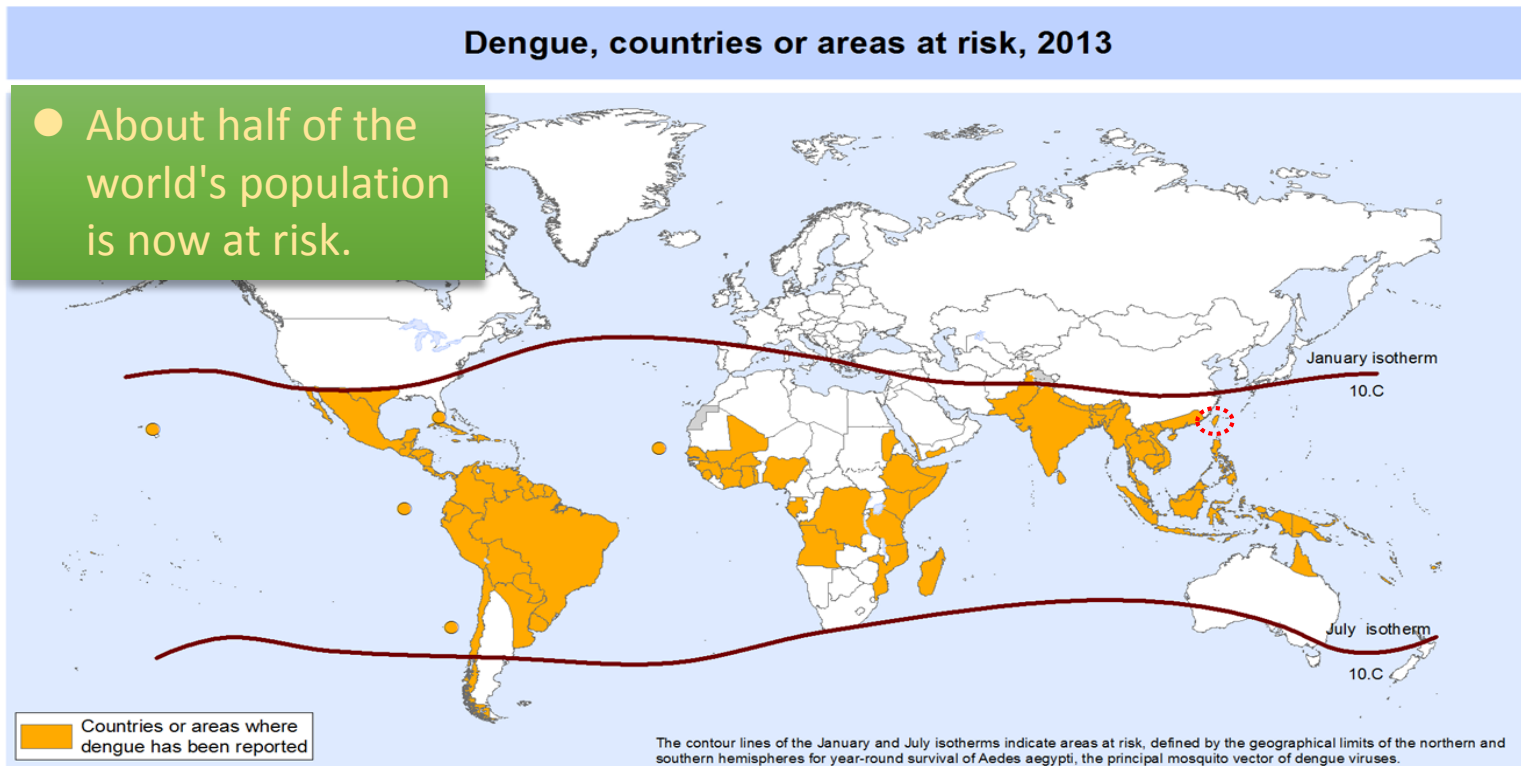 Dengue, countries or areas at risk, 2013
● About half of the
world's population
is now at risk.
January isotherm
10.C
July isotherm
10.C
Countries or areas where
dengue has been reported
The contour lines of the January and July isotherms indicate areas at risk, defined by the geographical limits of the northern and
southern hemispheres for year-round survival of Aedes aegypti, the principal mosquito vector of dengue viruses.